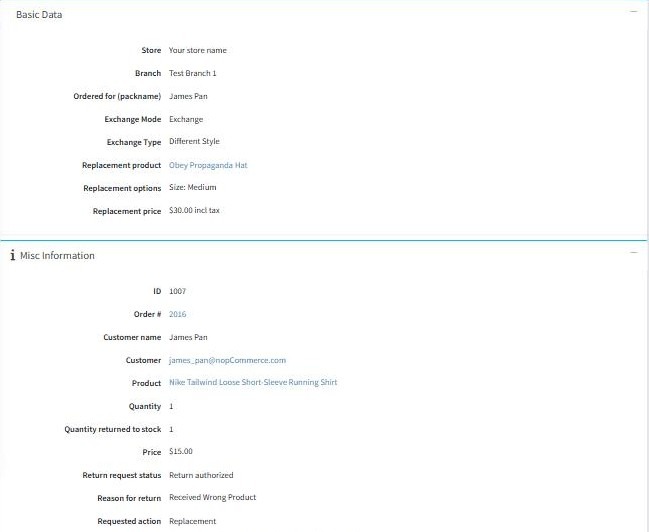 Basic Data
Store Your store name
Branch Test Branch 1
Ordered for (packname) James Pan
Exchange Mode Exchange
Exchange Type Different Style
Replacement product Obey Propaganda Hat
Replacement options Size: Medium
Replacement price $30.00 incl tax
Misc Information
ID 1007
Order # 2016
Customer name James Pan
Customer james_pan@nopCommerce.com
Product Nike Tailwind Loose Short-Sleeve Running Shirt
Quantity 1
Quantity returned to stock 1
Price $15.00
Return request status Return authorized
Reason for return Received Wrong Product
Requested action Replacement